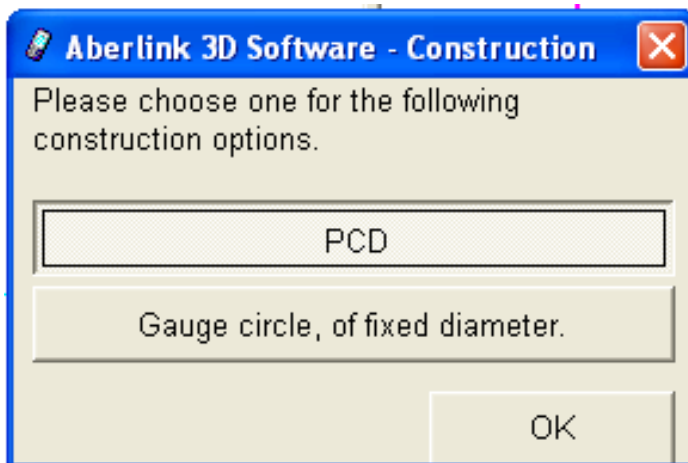 Aberlink 3D Software - Construction
Please choose one for the following
construction options.
PCD
Gauge circle, of fixed diameter.
OK